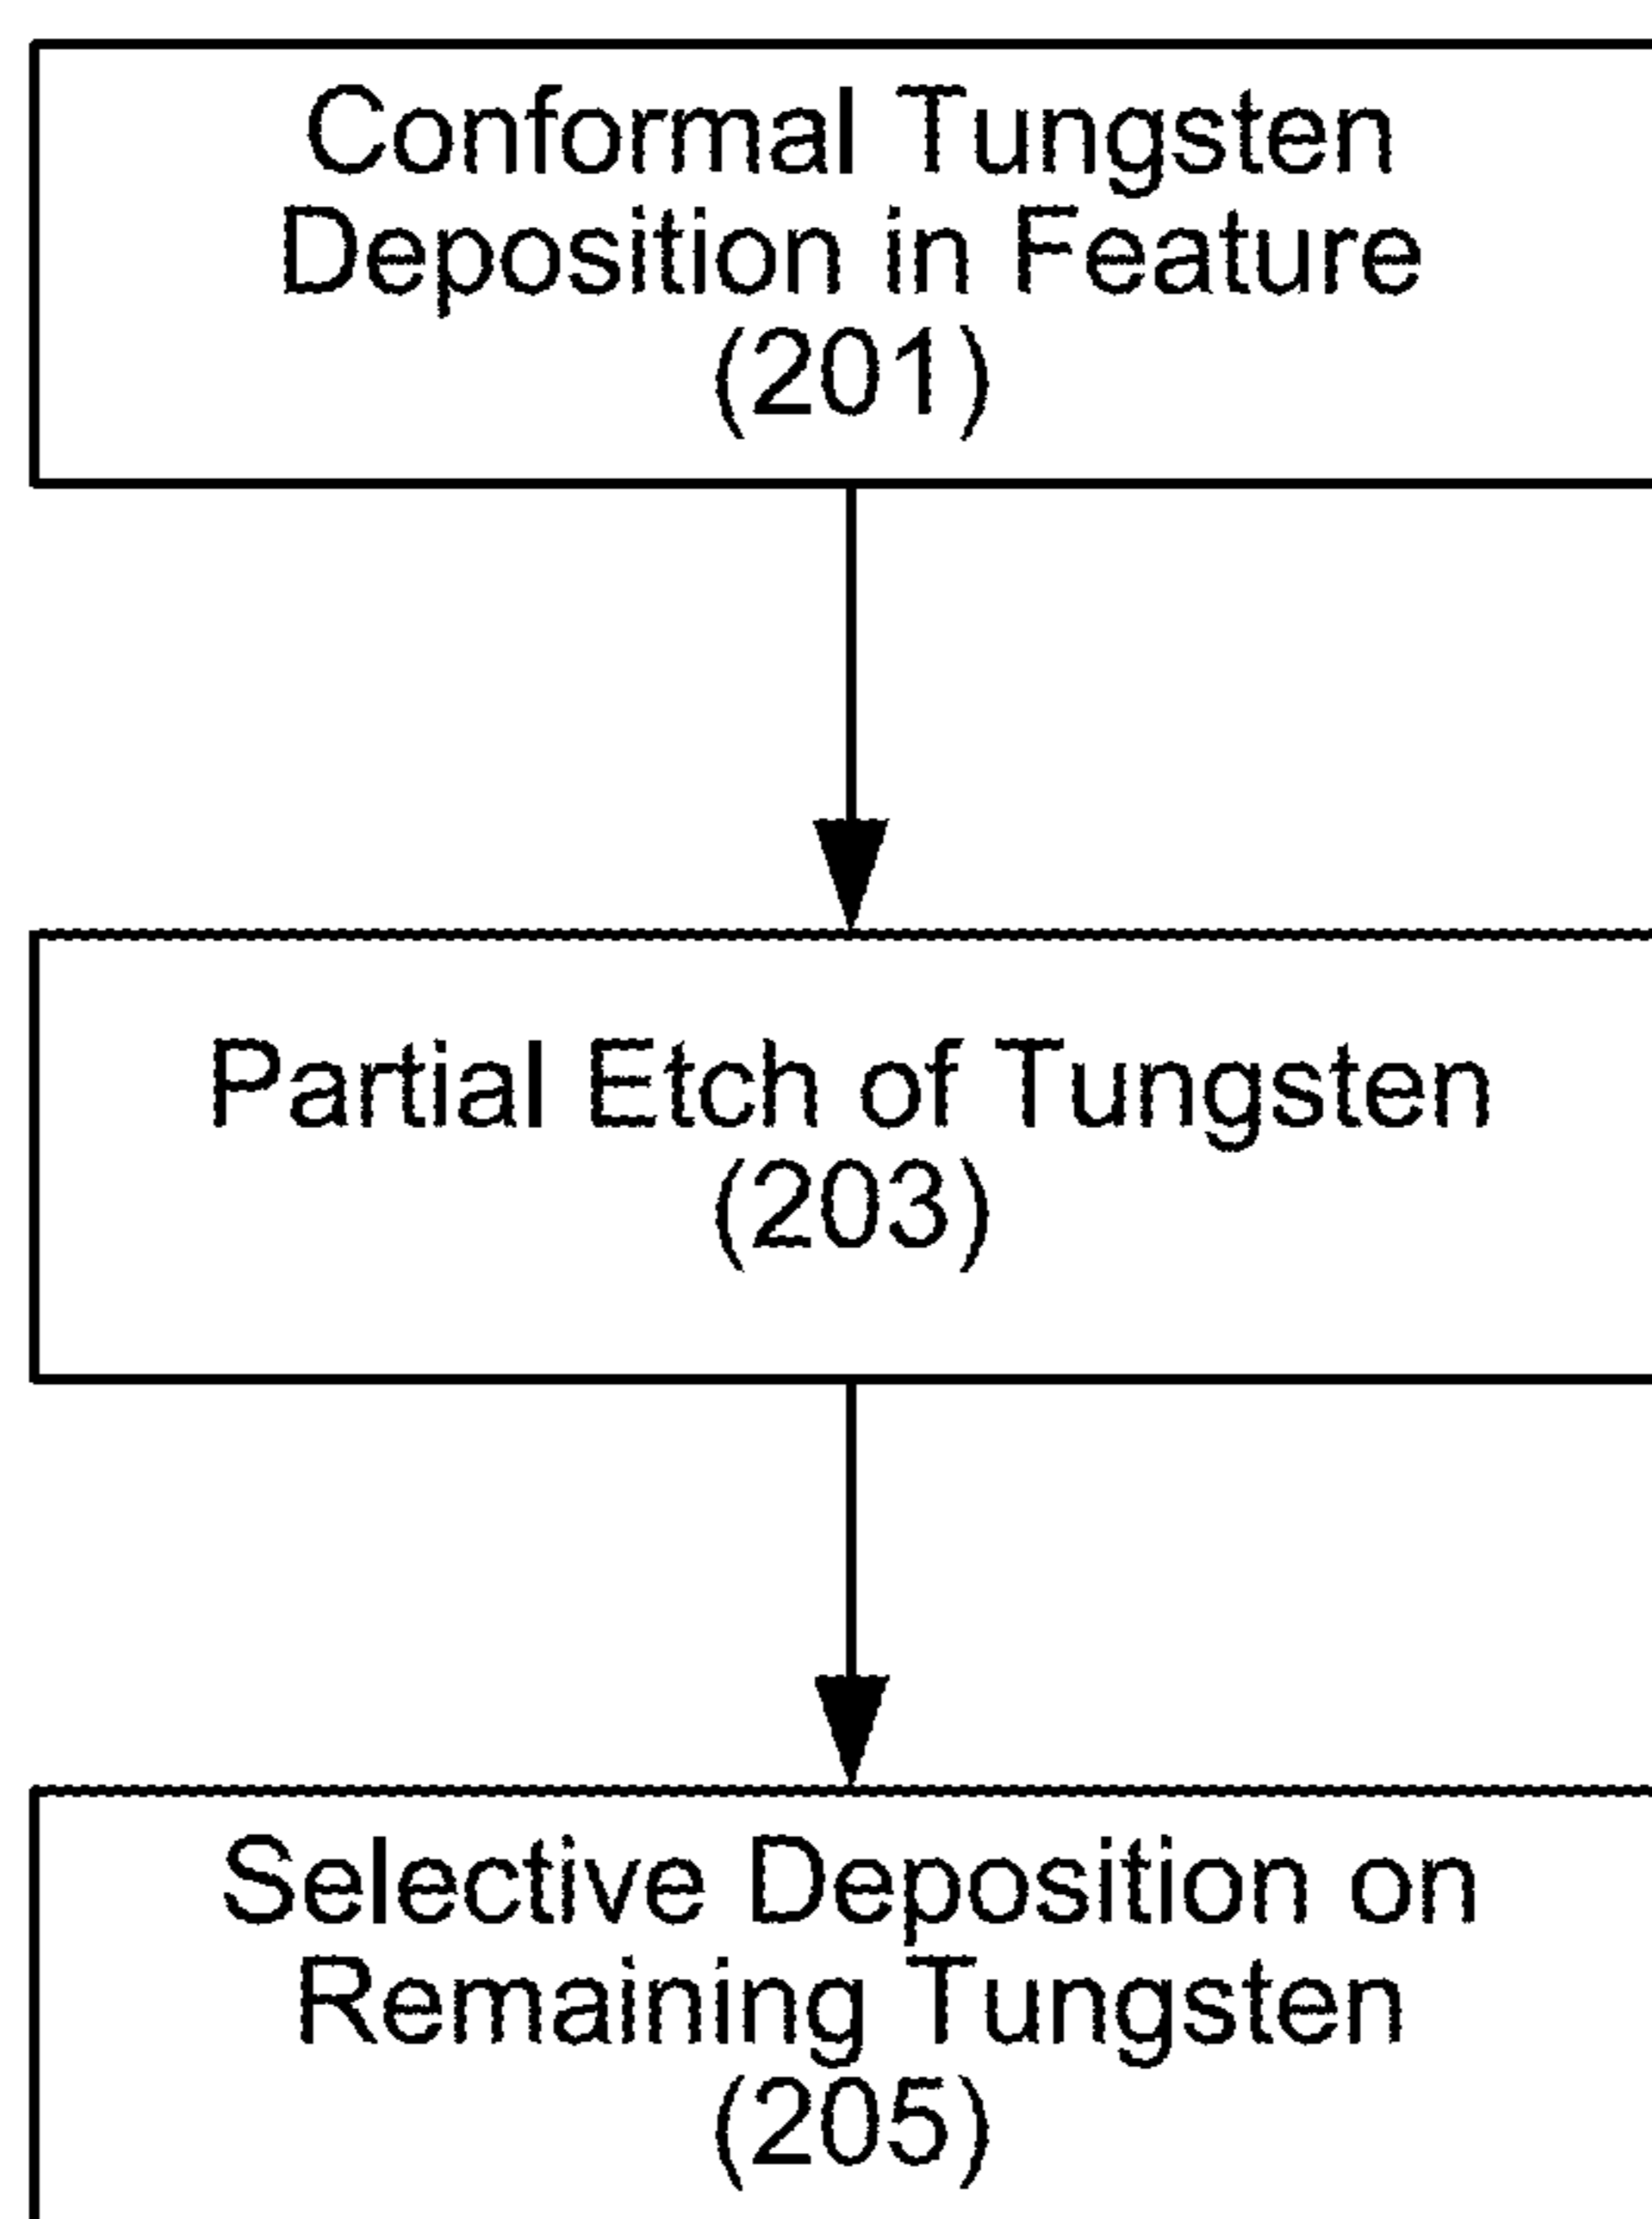 Conformal Tungsten
Deposition in Feature
(201)
Partial Etch of Tungsten
(203)
Selective Deposition on
Remaining Tungsten
(205)